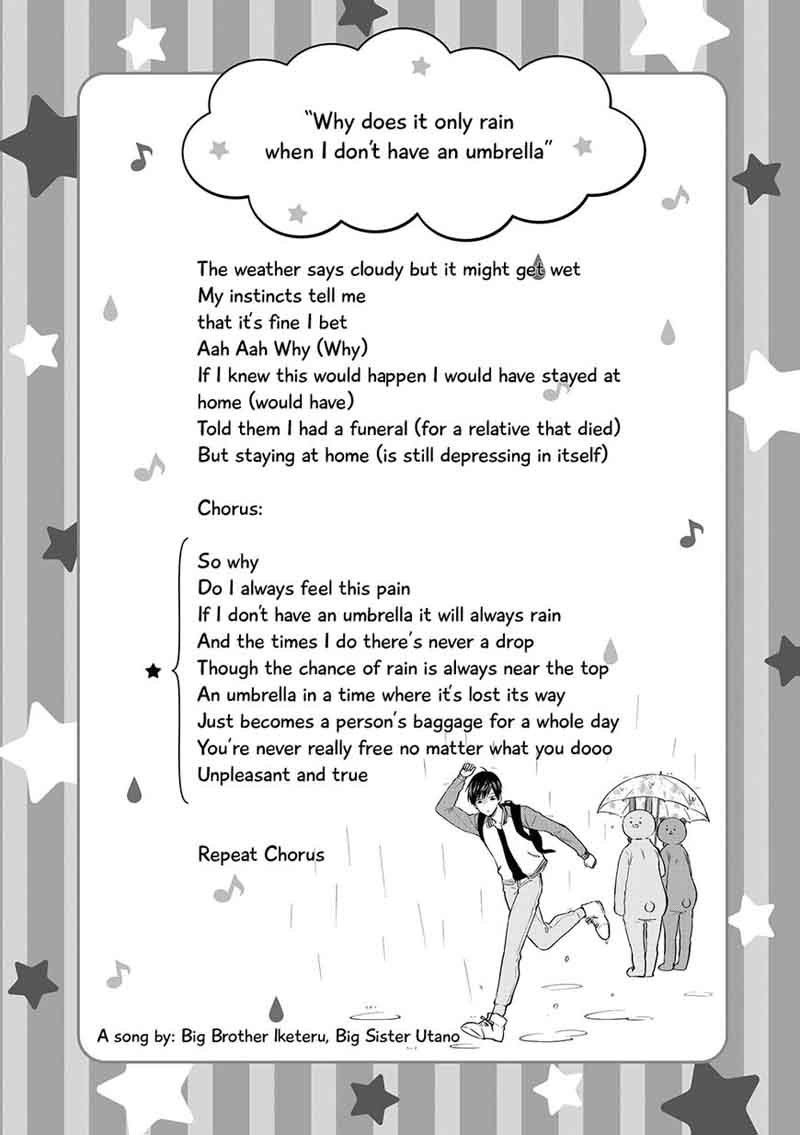 “Why does it only rain
when I don't have an umbrella”
The weather says cloudy but it might get wet
My instincts tell me
that it's fine I bet
Aah Aah Why (Why)
If I knew this would happen I would have stayed at
home (would have)
Told them I had a funeral (for a relative that died)
But staying at home (is still depressing in itself)
Chorus:
So why
Do I always feel this pain
If I don't have an umbrella it will always rain
And the times I do there's never a drop
Though the chance of rain is always near the top
An umbrella in a time where it's lost its way
Just becomes a person's baggage for a whole day
You're never really free no matter what you dooo
Unpleasant and true
Repeat Chorus
A song by: Big Brother Iketeru, Big Sister Utano